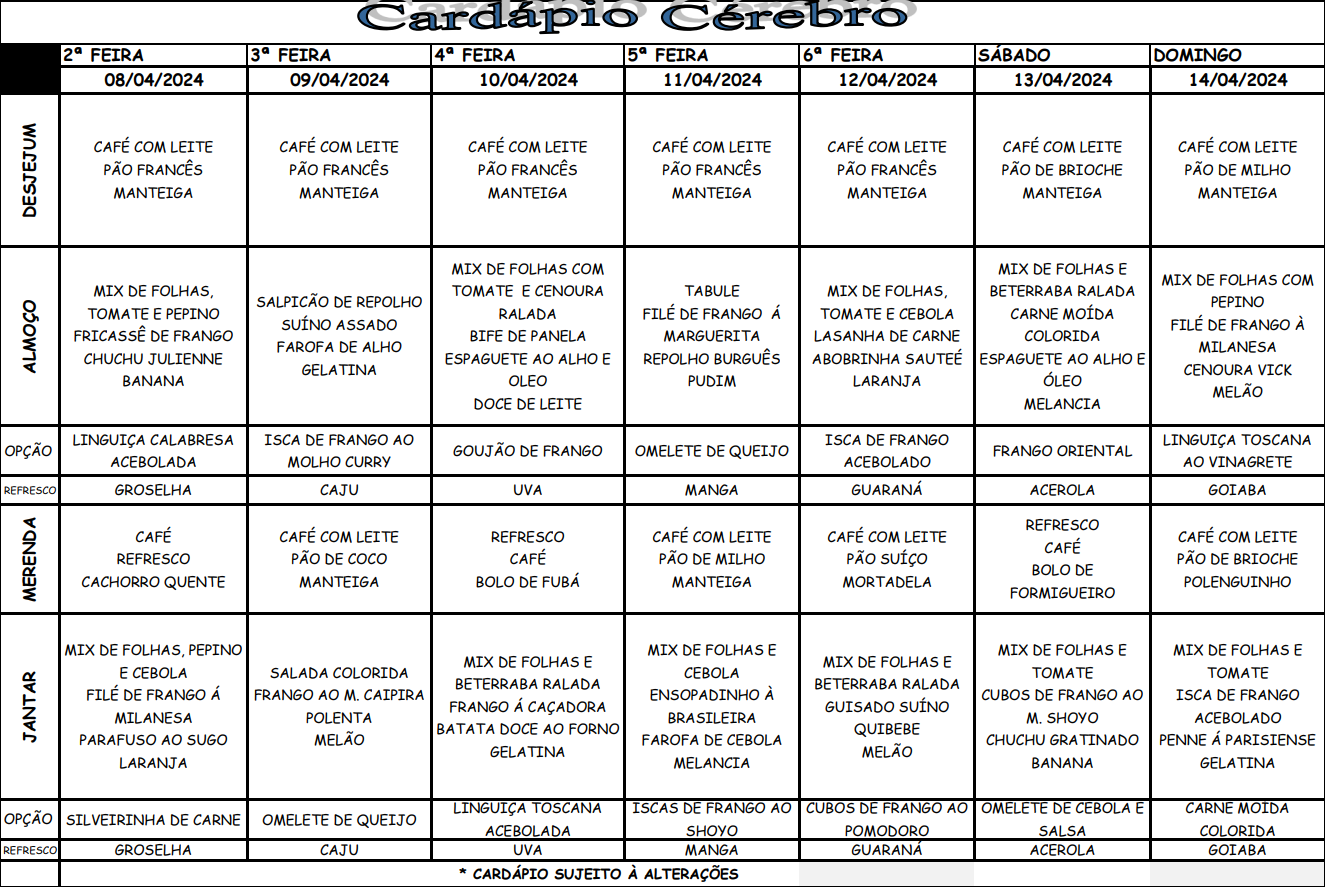 Cardápio Cérebro
2ª FEIRA 3ª FEIRA 4ª FEIRA 5ª FEIRA 6ª FEIRA SÁBADO DOMINGO
08/04/2024 09/04/2024 10/04/2024 11/04/2024 12/04/2024 13/04/2024 14/04/2024
DESJEJUM
CAFÉ COM LEITE
PÃO FRANCÊS
MANTEIGA
CAFÉ COM LEITE
PÃO FRANCÊS
MANTEIGA
CAFÉ COM LEITE
PÃO FRANCÊS
MANTEIGA
CAFÉ COM LEITE
PÃO FRANCÊS
MANTEIGA
CAFÉ COM LEITE
PÃO FRANCÊS
MANTEIGA
CAFÉ COM LEITE
PÃO DE BRIOCHE
MANTEIGA
CAFÉ COM LEITE
PÃO DE MILHO
MANTEIGA
ALMOÇO
MIX DE FOLHAS,
TOMATE E PEPINO
FRICASSÊ DE FRANGO
CHUCHU JULIENNE
BANANA
SALPICÃO DE REPOLHO
SUÍNO ASSADO
FAROFA DE ALHO
GELATINA
MIX DE FOLHAS COM
TOMATE E CENOURA
RALADA
BIFE DE PANELA
ESPAGUETE AO ALHO E
OLEO
DOCE DE LEITE
TABULE
FILÉ DE FRANGO Á
MARGUERITA
REPOLHO BURGUÊS
PUDIM
MIX DE FOLHAS,
TOMATE E CEBOLA
LASANHA DE CARNE
ABOBRINHA SAUTEÉ
LARANJA
MIX DE FOLHAS E
BETERRABA RALADA
CARNE MOÍDA
COLORIDA
ESPAGUETE AO ALHO E
ÓLEO
MELANCIA
MIX DE FOLHAS COM
PEPINO
FILÉ DE FRANGO À
MILANESA
CENOURA VICK
MELÃO
OPÇÃO
LINGUIÇA CALABRESA
ACEBOLADA
ISCA DE FRANGO AO
MOLHO CURRY
GOUJÃO DE FRANGO
OMELETE DE QUEIJO
ISCA DE FRANGO
ACEBOLADO
FRANGO ORIENTAL
LINGUIÇA TOSCANA
AO VINAGRETE
REFRESCO GROSELHA CAJU UVA MANGA GUARANÁ ACEROLA GOIABA
MERENDA
CAFÉ
REFRESCO
CACHORRO QUENTE
CAFÉ COM LEITE
PÃO DE COCO
MANTEIGA
REFRESCO
CAFÉ
BOLO DE FUBÁ
CAFÉ COM LEITE
PÃO DE MILHO
MANTEIGA
CAFÉ COM LEITE
PÃO SUÍÇO
MORTADELA
REFRESCO
CAFÉ
BOLO DE
FORMIGUEIRO
CAFÉ COM LEITE
PÃO DE BRIOCHE
POLENGUINHO
JANTAR
MIX DE FOLHAS, PEPINO
E CEBOLA
FILÉ DE FRANGO Á
MILANESA
PARAFUSO AO SUGO
LARANJA
SALADA COLORIDA
FRANGO AO M. CAIPIRA
POLENTA
MELÃO
MIX DE FOLHAS E
BETERRABA RALADA
FRANGO Á CAÇADORA
BATATA DOCE AO FORNO
GELATINA
MIX DE FOLHAS E
CEBOLA
ENSOPADINHO À
BRASILEIRA
FAROFA DE CEBOLA
MELANCIA
MIX DE FOLHAS E
BETERRABA RALADA
GUISADO SUÍNO
QUIBEBE
MELÃO
MIX DE FOLHAS E
TOMATE
CUBOS DE FRANGO AO
M. SHOYO
CHUCHU GRATINADO
BANANA
MIX DE FOLHAS E
TOMATE
ISCA DE FRANGO
ACEBOLADO
PENNE Á PARISIENSE
GELATINA
OPÇÃO
SILVEIRINHA DE CARNE
OMELETE DE QUEIJO
LINGUIÇA TOSCANA
ACEBOLADA
ISCAS DE FRANGO AO
SHOYO
CUBOS DE FRANGO AO
POMODORO
OMELETE DE CEBOLA E
SALSA
CARNE MOÍDA
COLORIDA
REFRESCO GROSELHA CAJU UVA MANGA GUARANÁ ACEROLA GOIABA
* CARDÁPIO SUJEITO À ALTERAÇÕES